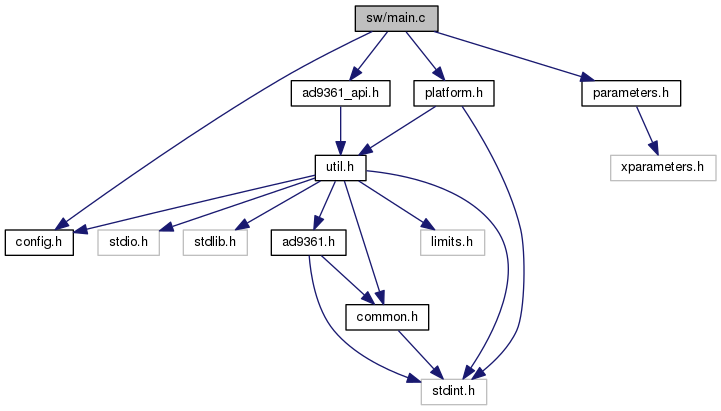 sw/main.c
ad9361_api.h
platform.h
parameters.h
util.h
xparameters.h
config.h
stdio.h
stdlib.h
ad9361.h
limits.h
common.h
stdint.h